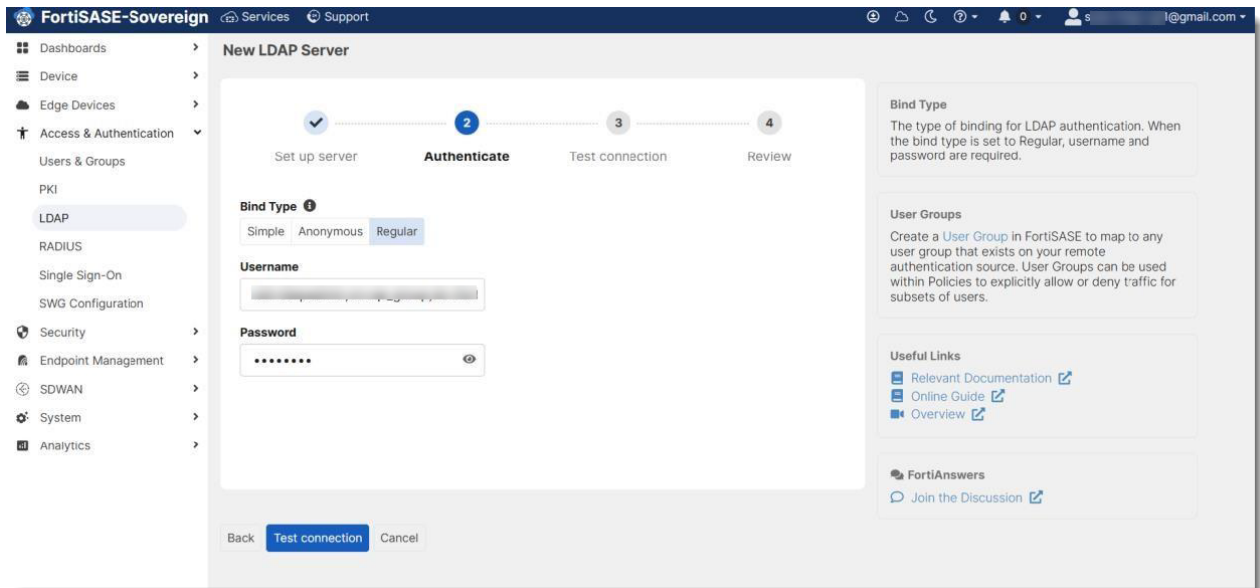 FortiSASE-Sovereign Services Support
0
s l@gmail.com
Dashboards
Device
Edge Devices
Access & Authentication
Users & Groups
PKI
LDAP
RADIUS
Single Sign-On
SWG Configuration
Security
Endpoint Management
SDWAN
System
Analytics
New LDAP Server
2 3 4
Set up server Authenticate Test connection Review
Bind Type
Simple Anonymous Regular
Username
Password
••••••••
Back Test connection Cancel
Bind Type
The type of binding for LDAP authentication. When
the bind type is set to Regular, username and
password are required.
User Groups
Create a User Group in FortiSASE to map to any
user group that exists on your remote
authentication source. User Groups can be used
within Policies to explicitly allow or deny traffic for
subsets of users.
Useful Links
Relevant Documentation
Online Guide
Overview
FortiAnswers
Join the Discussion